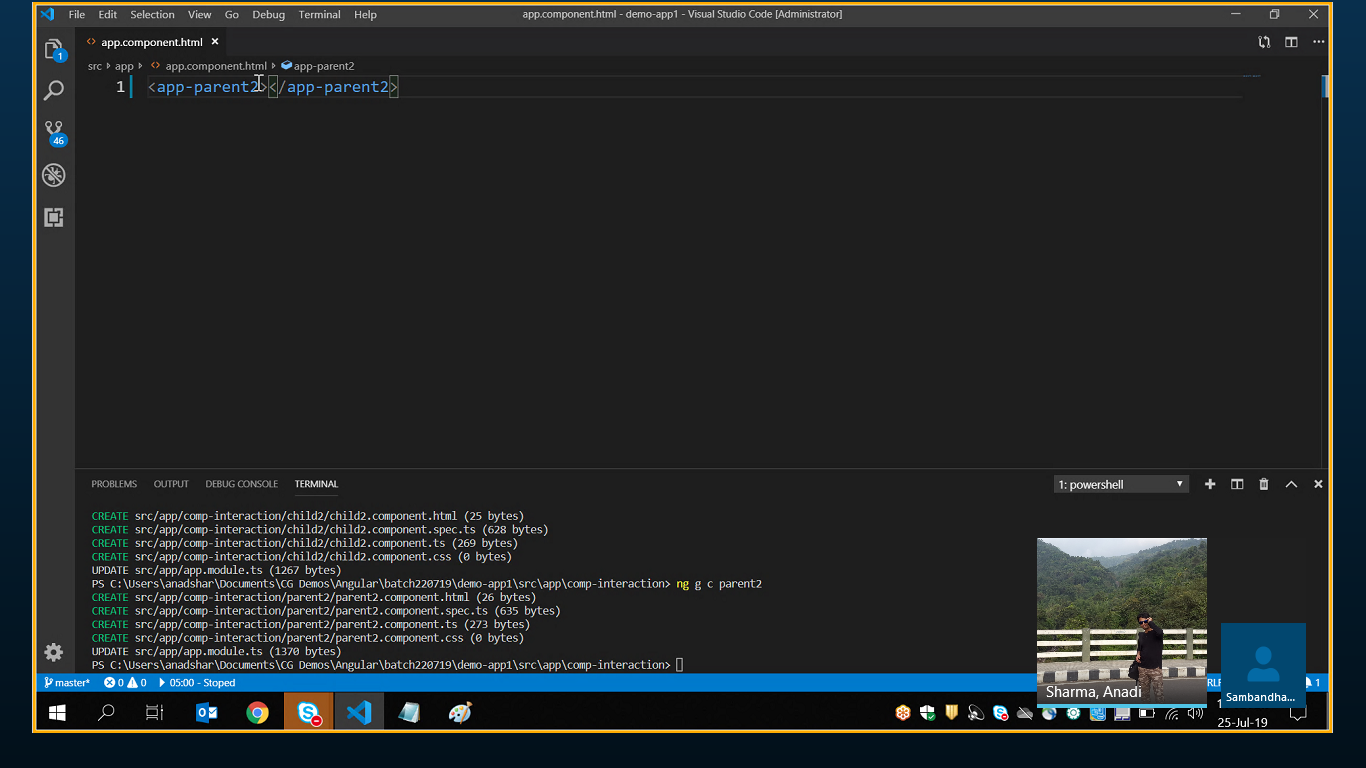 File Edit Selection View Go Debug Terminal Help app.component.html - demo-app1 - Visual Studio Code [Administrator]
app.component.html
src app app.component.html app-parent2
1 <app-parent2></app-parent2>
1
46
PROBLEMS OUTPUT DEBUG CONSOLE TERMINAL 1: powershell
CREATE src/app/comp-interaction/child2/child2.component.html (25 bytes)
CREATE src/app/comp-interaction/child2/child2.component.spec.ts (628 bytes)
CREATE src/app/comp-interaction/child2/child2.component.ts (269 bytes)
CREATE src/app/comp-interaction/child2/child2.component.css (0 bytes)
UPDATE src/app/app.module.ts (1267 bytes)
PS C:\Users\anadshar\Documents\CG Demos\Angular\batch220719\demo-app1\src\app\comp-interaction> ng g c parent2
CREATE src/app/comp-interaction/parent2/parent2.component.html (26 bytes)
CREATE src/app/comp-interaction/parent2/parent2.component.spec.ts (635 bytes)
CREATE src/app/comp-interaction/parent2/parent2.component.ts (273 bytes)
CREATE src/app/comp-interaction/parent2/parent2.component.css (0 bytes)
UPDATE src/app/app.module.ts (1370 bytes)
PS C:\Users\anadshar\Documents\CG Demos\Angular\batch220719\demo-app1\src\app\comp-interaction>
master* 0 0 05:00 - Stoped 1
Sharma, Anadi
Sambandha...
25-Jul-19